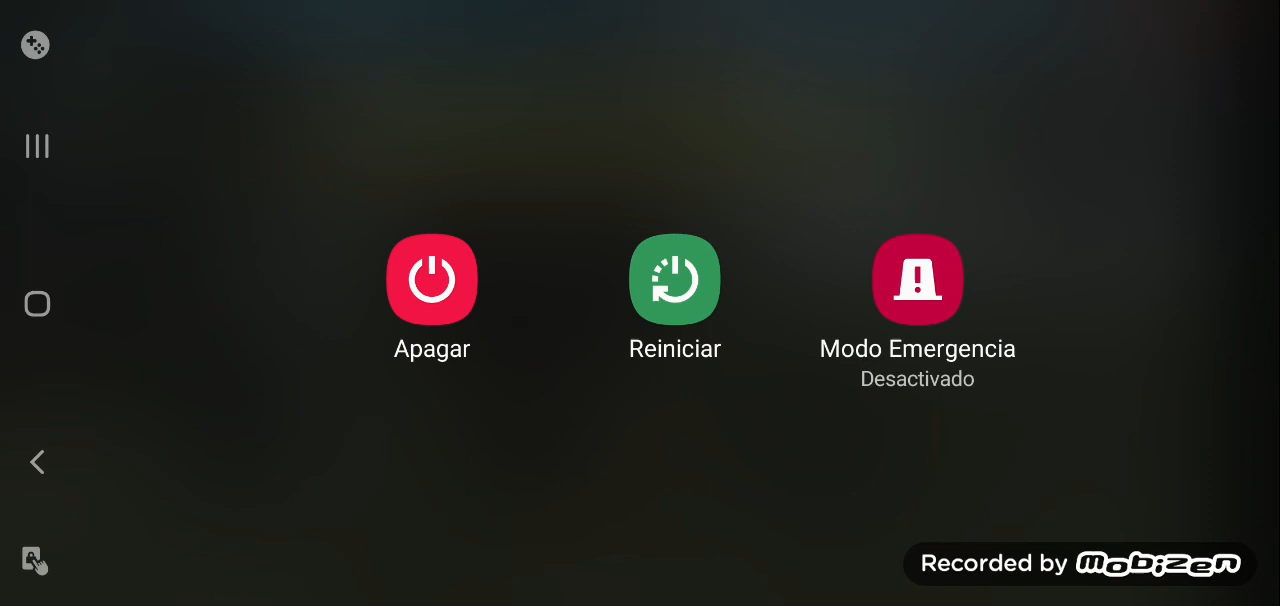 Apagar
Reiniciar
Modo Emergencia
Desactivado
Recorded by mobizen